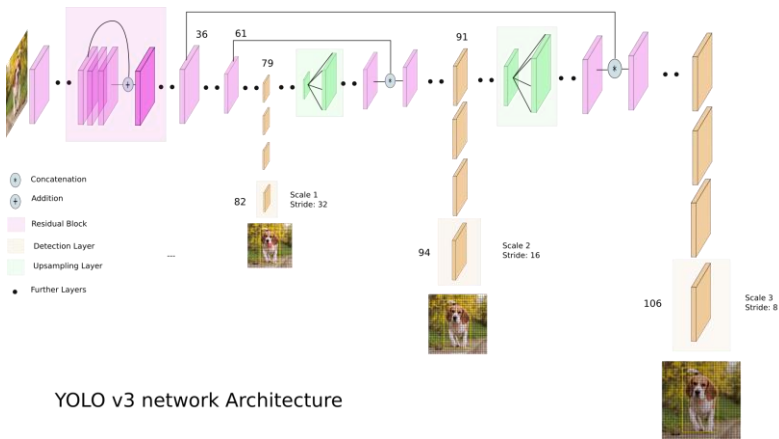 36
61
91
79
Concatenation
Addition
Residual Block
Detection Layer
Upsampling Layer
Further Layers
...
82
Scale 1
Stride: 32
94
Scale 2
Stride: 16
106
Scale 3
Stride: 8
YOLO v3 network Architecture